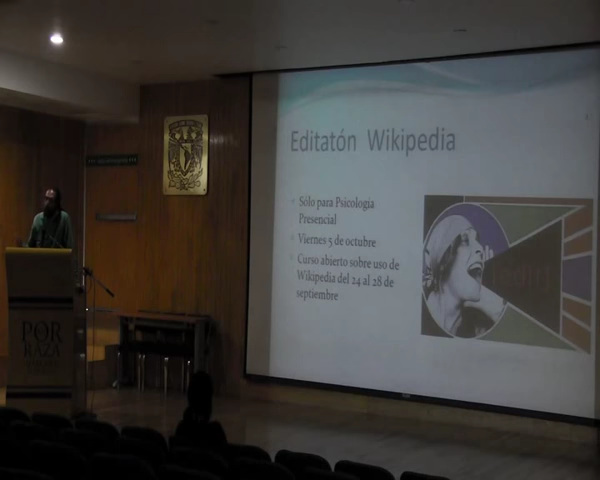 Editatón Wikipedia
Sólo para Psicología
Presencial
Viernes 5 de octubre
Curso abierto sobre uso de
Wikipedia del 24 al 28 de
septiembre
POR
RAZA